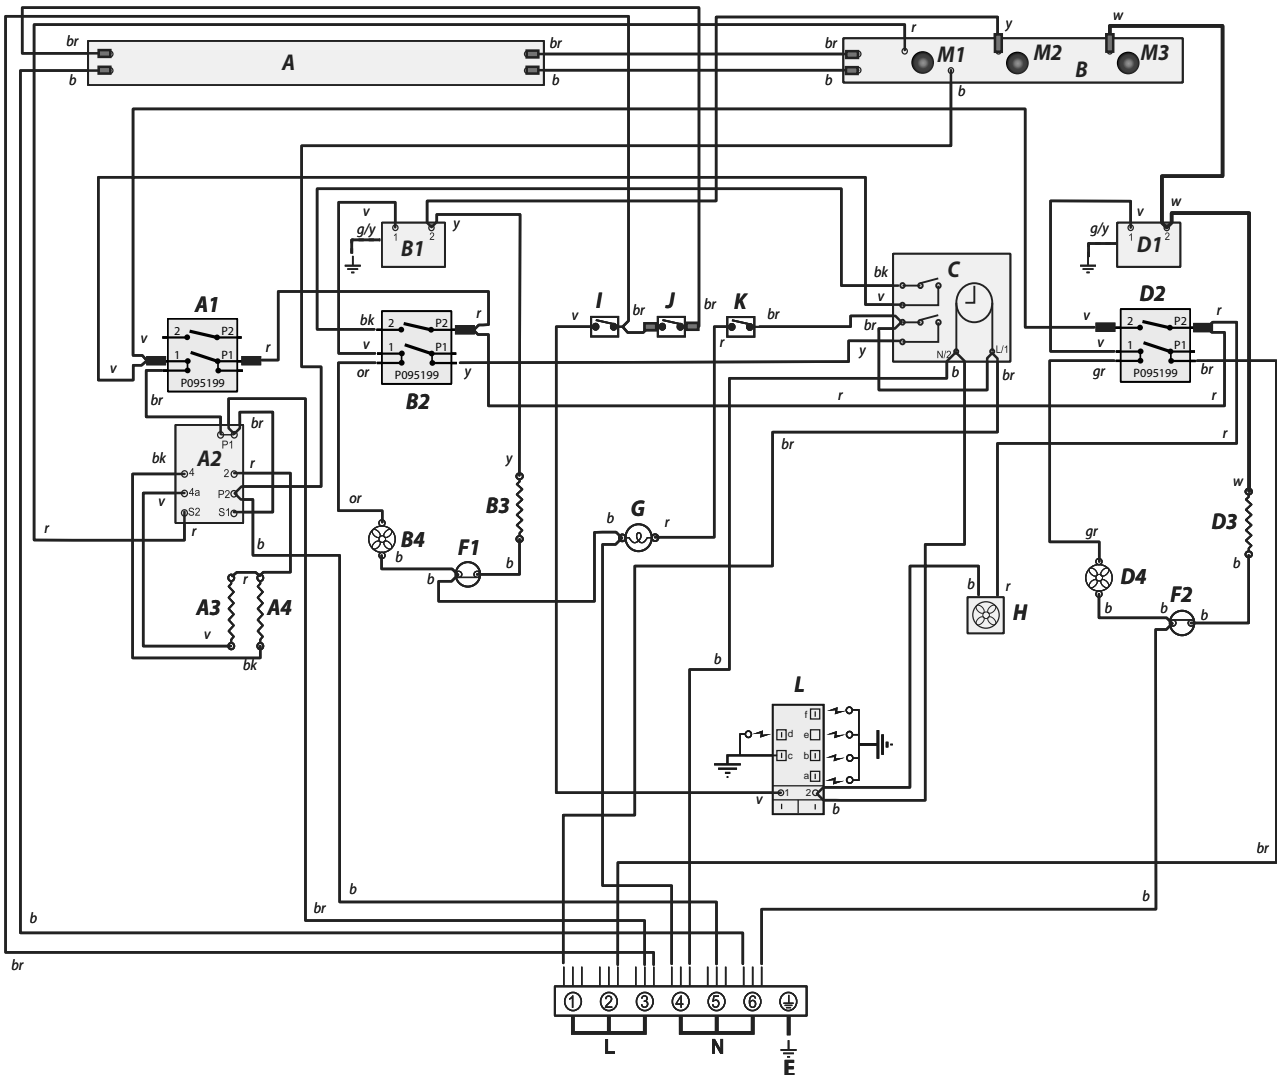 w
r
y
br
A
br
br
M1
M2
B
M3
b
b
b
b
v
y
v
w
g/y
1
2
B1
g/y
1
2
D1
C
bk
v
A1
D2
I
br
J
br
K
v
2
P2
r
bk
2
P2
r
v
br
br
v
2
P2
r
v
1
P1
r
v
1
P1
r
y
N/2
L/1
v
1
P1
P095199
or
P095199
y
b
br
gr
P095199
br
v
B2
br
br
r
r
P1
br
r
bk
A2
r
y
4
2
w
v
4a
P2
or
B3
r
S2
S1
r
b
G
r
D3
b
B4
F1
gr
b
b
b
b
A3
r
A4
b
r
H
D4
F2
v
b
b
b
bk
b
L
f
d
e
c
b
a
v
1
2
b
br
b
b
br
b
br
1
2
3
4
5
6
L
N
E